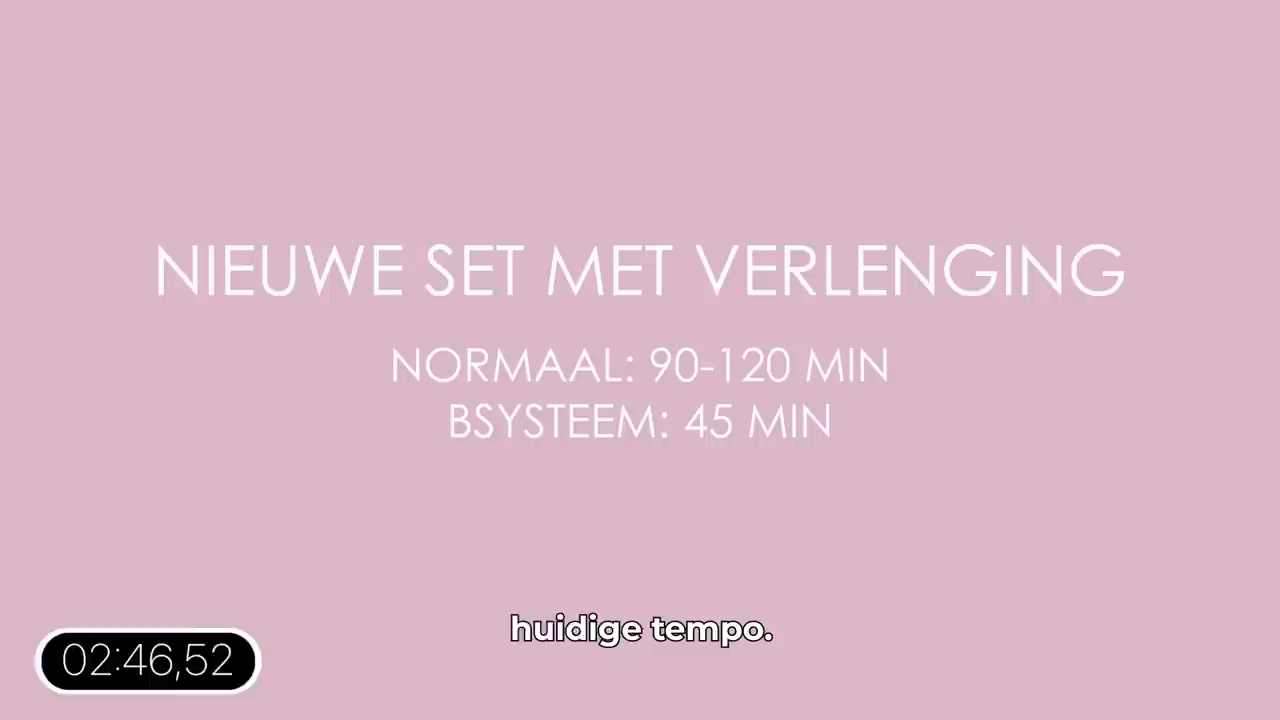 NIEUWE SET MET VERLENGING
NORMAAL: 90-120 MIN
BSYSTEEM: 45 MIN
huidige tempo.
02:46,52